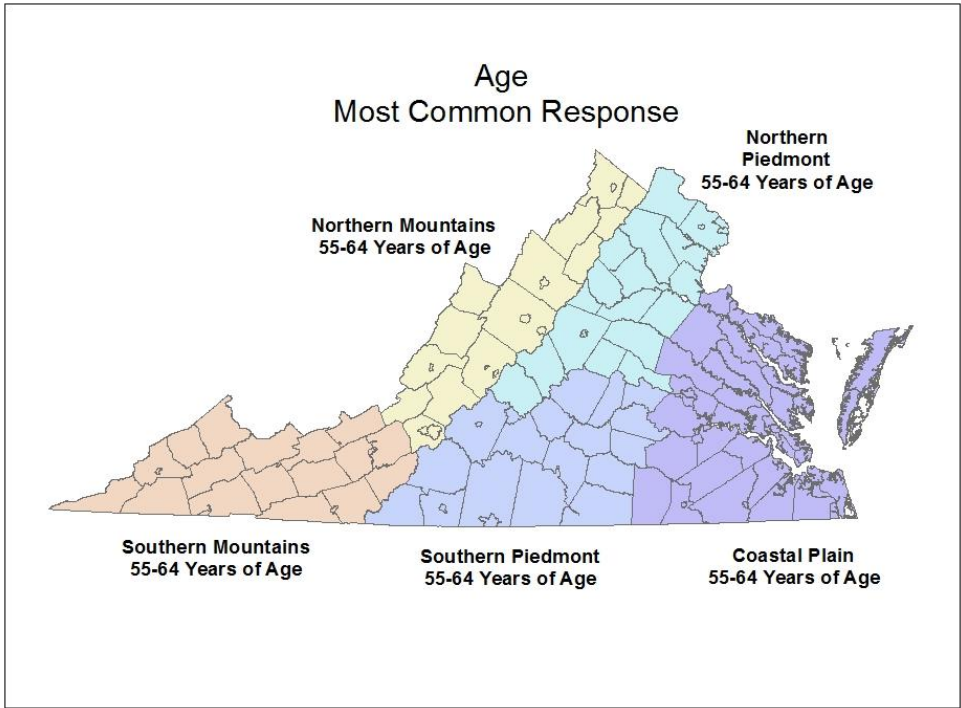 Age
Most Common Response
Northern
Piedmont
55-64 Years of Age
Northern Mountains
55-64 Years of Age
Southern Mountains
55-64 Years of Age
Southern Piedmont
55-64 Years of Age
Coastal Plain
55-64 Years of Age